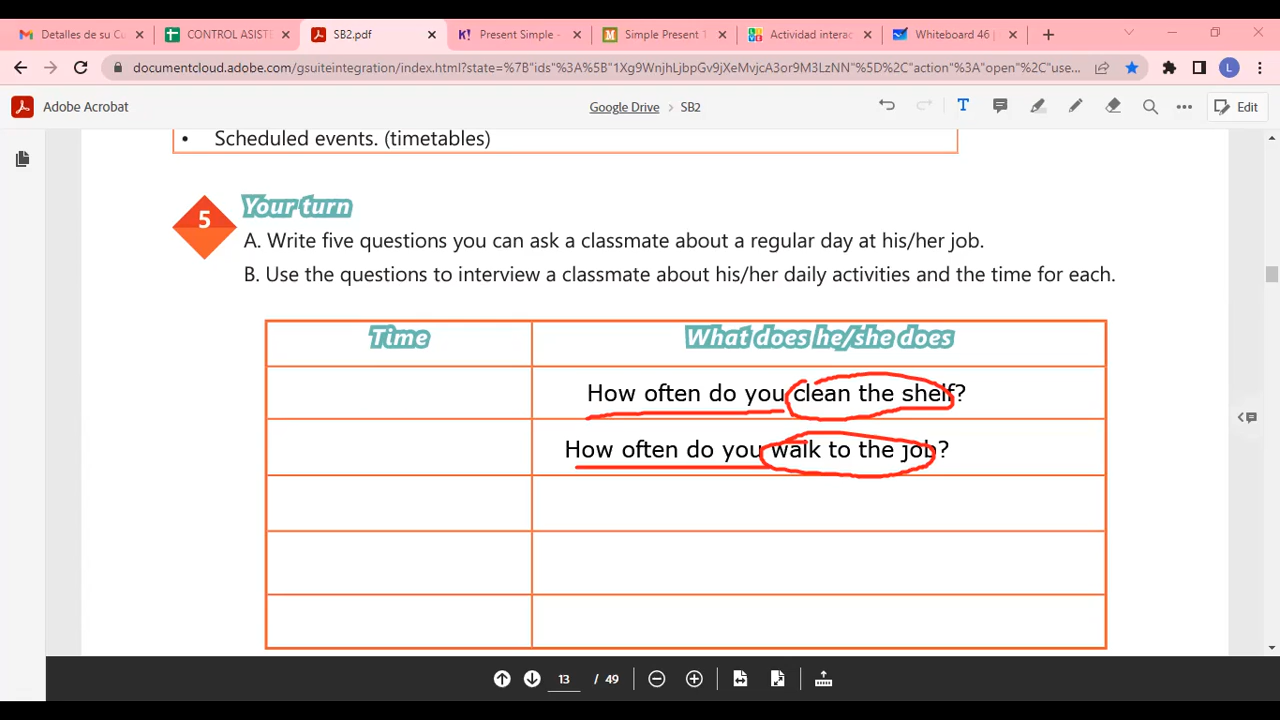 Detalles de su Cu
CONTROL ASISTE
SB2.pdf
Present Simple -
Simple Present T
Actividad interac
Whiteboard 46 |
documentcloud.adobe.com/gsuiteintegration/index.html?state=%7B"ids"%3A%5B"1Xg9WnjhLjbpGv9jXeMvjcA3or9M3LzNN"%5D%2C"action"%3A"open"%2C"use...
L
Adobe Acrobat
Google Drive
SB2
Edit
• Scheduled events. (timetables)
5
Your turn
A. Write five questions you can ask a classmate about a regular day at his/her job.
B. Use the questions to interview a classmate about his/her daily activities and the time for each.
Time
What does he/she does
How often do you clean the shelf?
How often do you walk to the job?
13 / 49